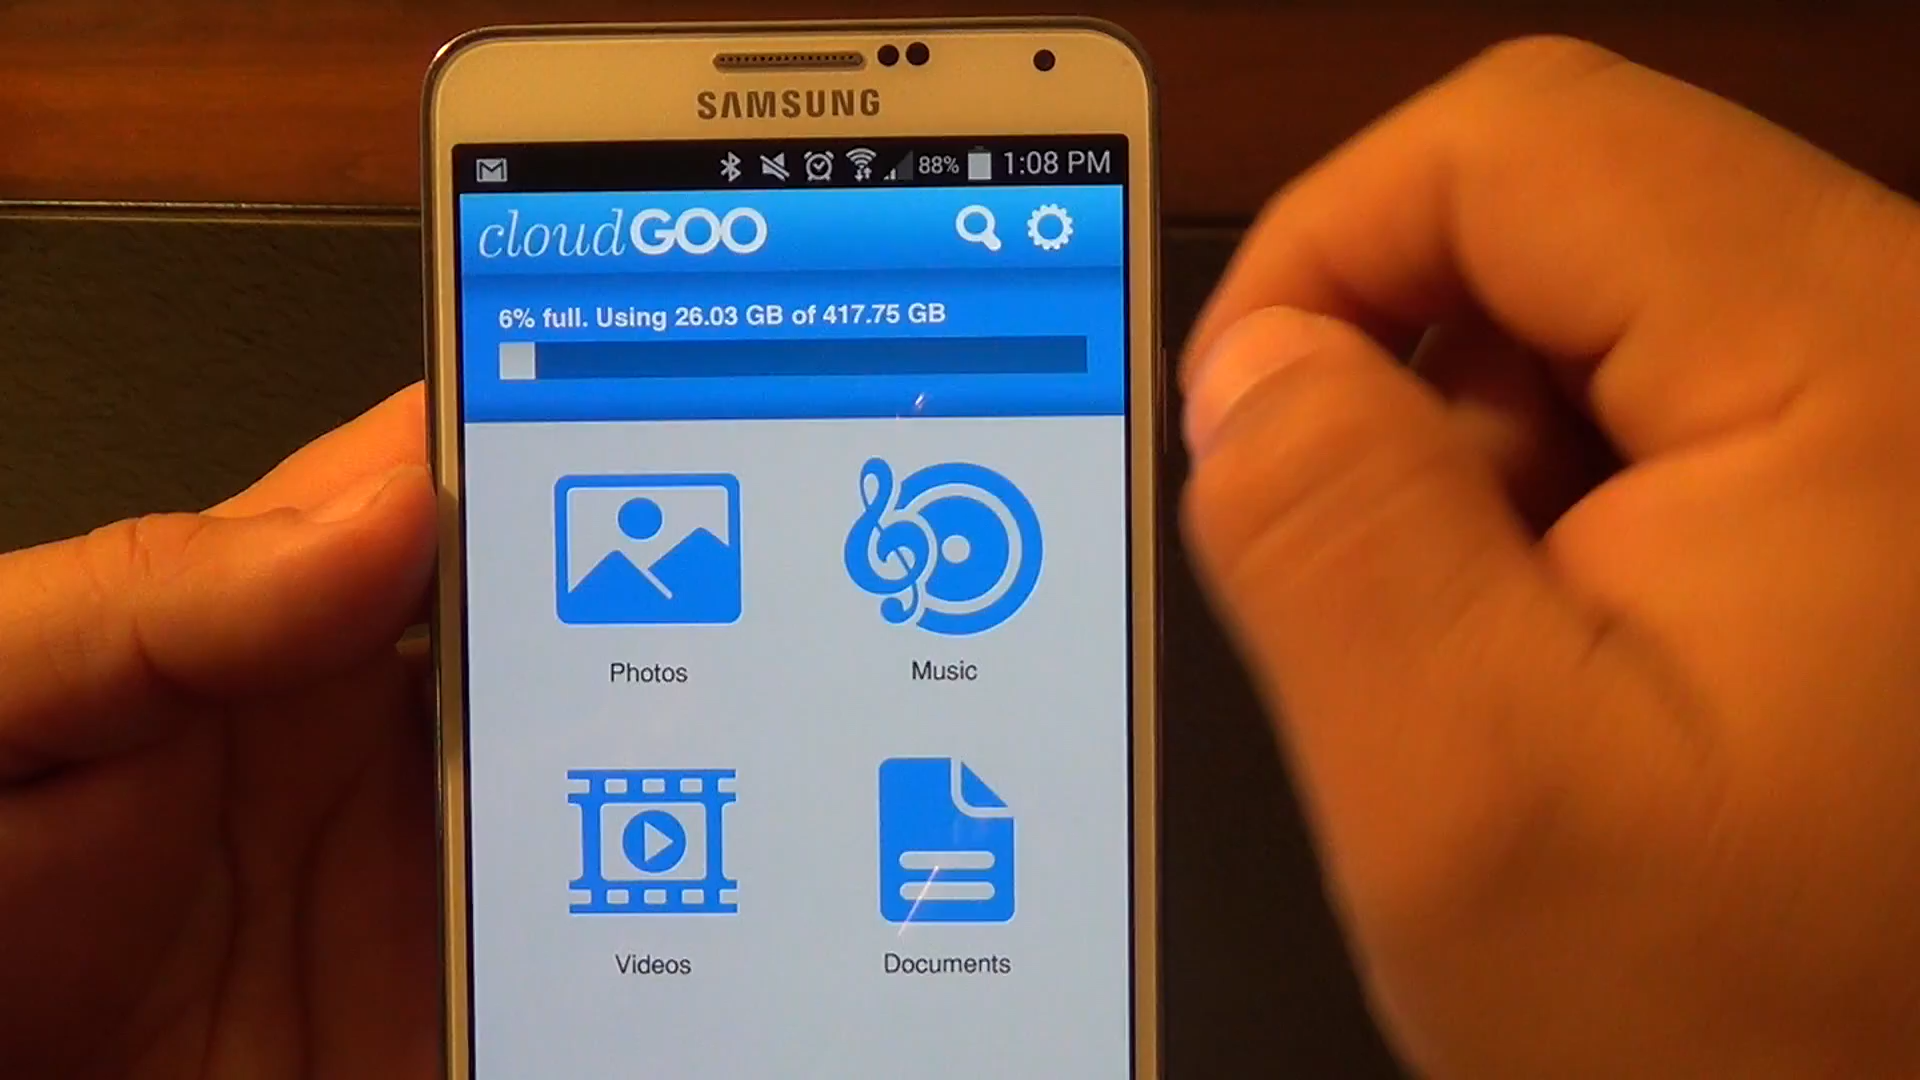 SAMSUNG
88% 1:08 PM
cloudGOO
6% full. Using 26.03 GB of 417.75 GB
Photos
Music
Videos
Documents